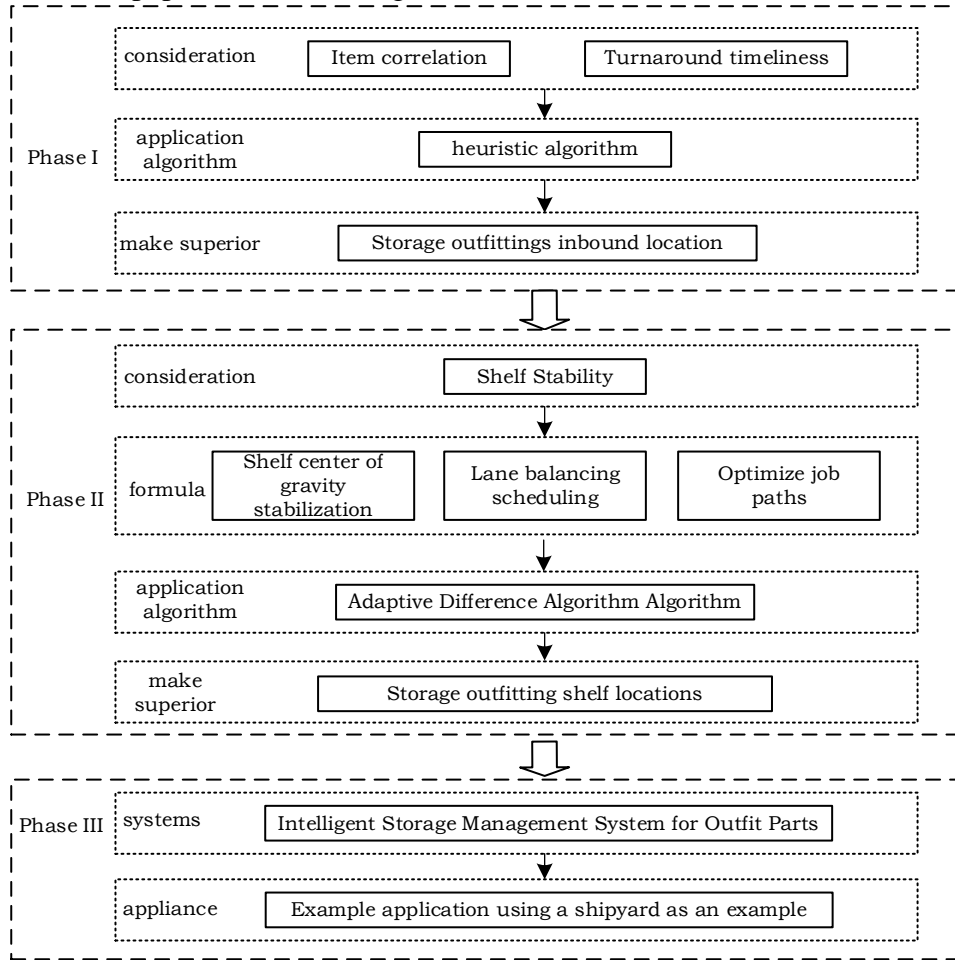 consideration
Item correlation
Turnaround timeliness
Phase I
application
algorithm
heuristic algorithm
make superior
Storage outfittings inbound location
consideration
Shelf Stability
Phase II
formula
Shelf center of
gravity
stabilization
Lane balancing
scheduling
Optimize job
paths
application
algorithm
Adaptive Difference Algorithm Algorithm
make
superior
Storage outfitting shelf locations
Phase III
systems
Intelligent Storage Management System for Outfit Parts
appliance
Example application using a shipyard as an example